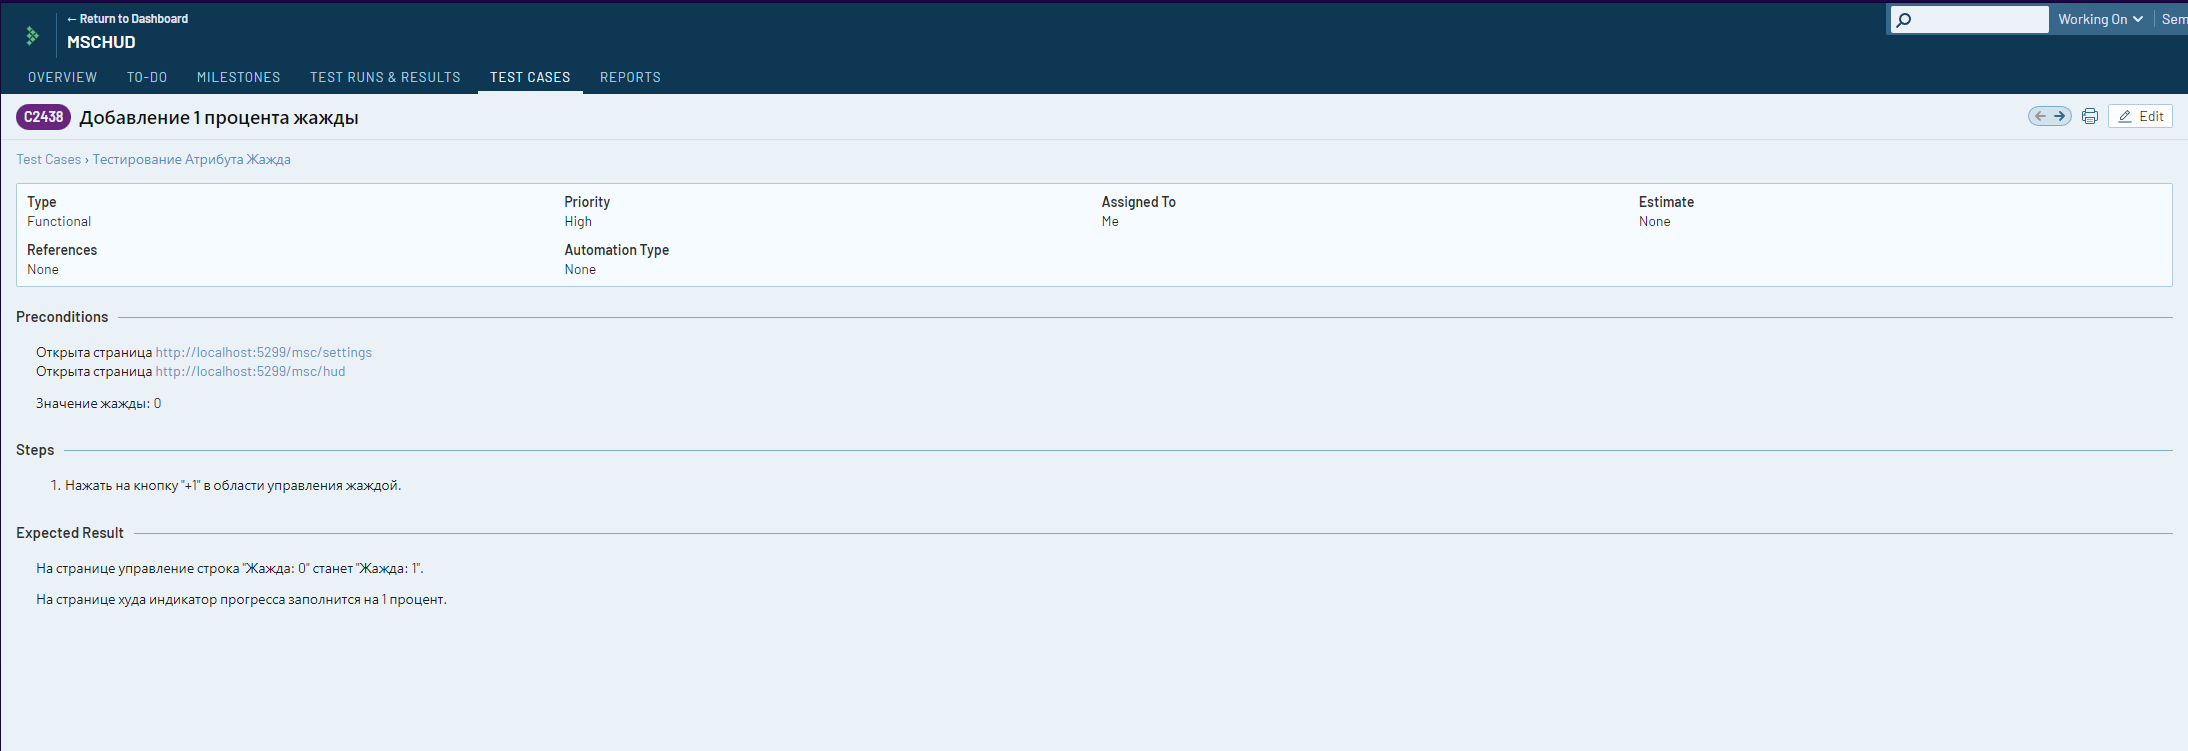 ← Return to Dashboard
MSCHUD
Working On
Sem
OVERVIEW TO-DO MILESTONES TEST RUNS & RESULTS TEST CASES REPORTS
C2438 Добавление 1 процента жажды
Edit
Test Cases › Тестирование Атрибута Жажда
Type Priority Assigned To Estimate
Functional High Me None
References Automation Type
None None
Preconditions
Открыта страница http://localhost:5299/msc/settings
Открыта страница http://localhost:5299/msc/hud
Значение жажды: 0
Steps
1. Нажать на кнопку "+1" в области управления жаждой.
Expected Result
На странице управление строка "Жажда: 0" станет "Жажда: 1".
На странице худа индикатор прогресса заполнится на 1 процент.